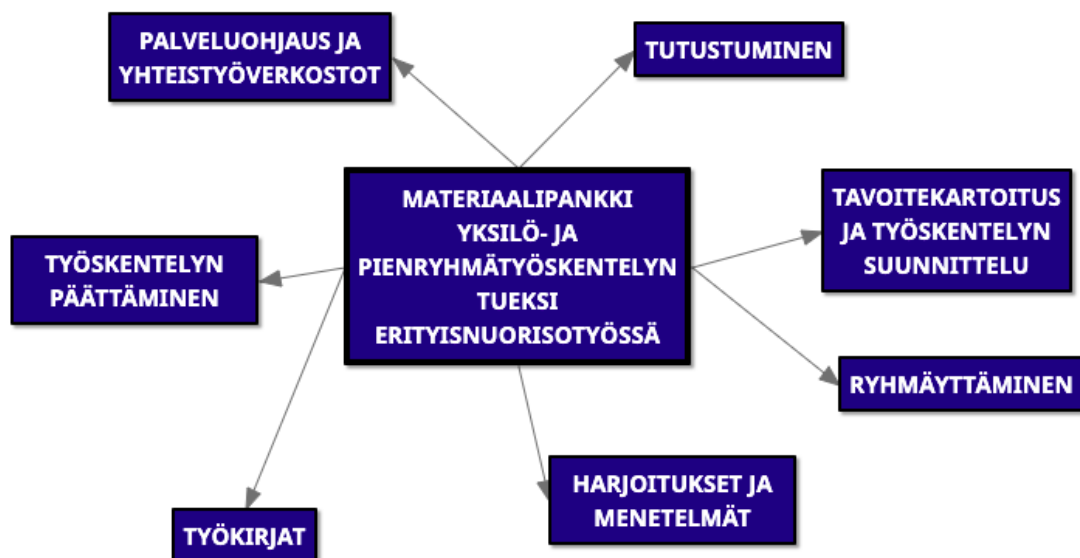 PALVELUOHJAUS JA
YHTEISTYÖVERKOSTOT
TUTUSTUMINEN
MATERIAALIPANKKI
YKSILÖ- JA
PIENRYHMÄTYÖSKENTELYN
TUEKSI
ERITYISNUORISOTYÖSSÄ
TAVOITEKARTOITUS
JA TYÖSKENTELYN
SUUNNITTELU
TYÖSKENTELYN
PÄÄTTÄMINEN
RYHMÄYTTÄMINEN
HARJOITUKSET JA
MENETELMÄT
TYÖKIRJAT